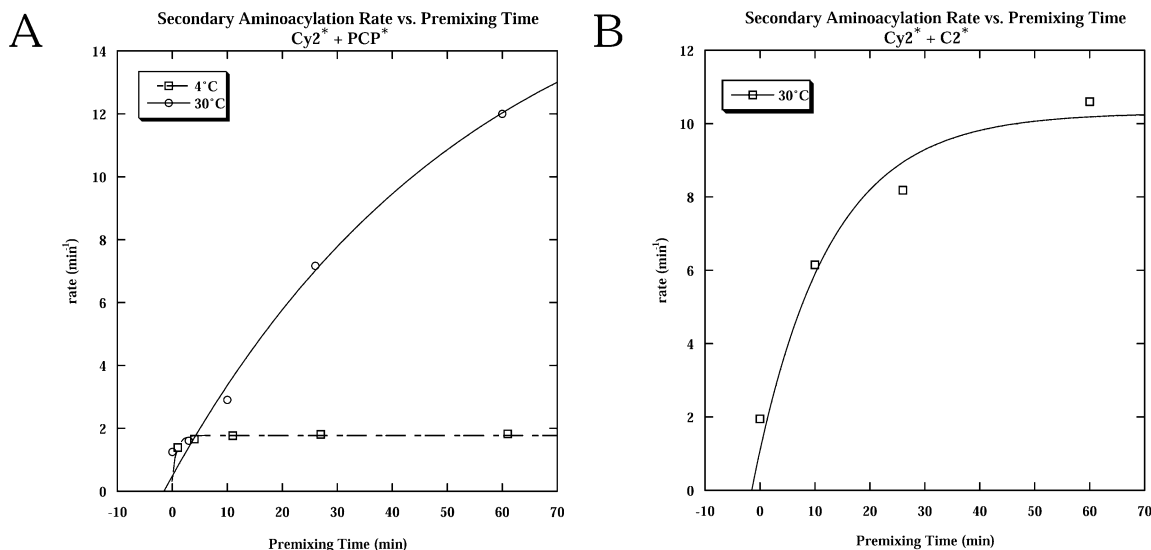 A
Secondary Aminoacylation Rate vs. Premixing Time
Cy2* + PCP*
14
12
10
8
6
4
2
0
rate (min-1)
4°C
30°C
-10 0 10 20 30 40 50 60 70
Premixing Time (min)
B
Secondary Aminoacylation Rate vs. Premixing Time
Cy2* + C2*
12
10
8
6
4
2
0
rate (min-1)
30°C
-10 0 10 20 30 40 50 60 70
Premixing Time (min)